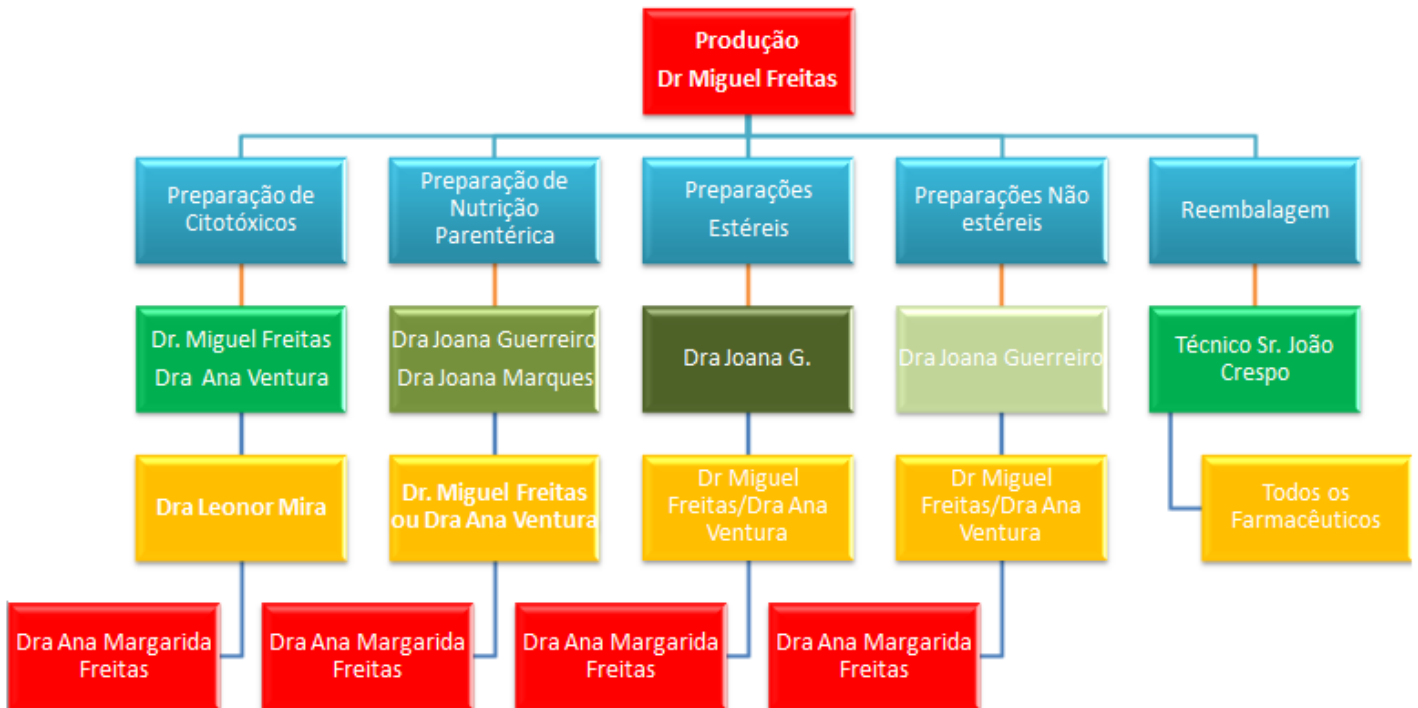 Produção
Dr Miguel Freitas
Preparação de
Citotóxicos
Preparação de
Nutrição
Parentérica
Preparações
Estéreis
Preparações Não
estéreis
Reembalagem
Dr. Miguel Freitas
Dra Ana Ventura
Dra Joana Guerreiro
Dra Joana Marques
Dra Joana G.
Dra Joana Guerreiro
Técnico Sr. João
Crespo
Dra Leonor Mira
Dr. Miguel Freitas
ou Dra Ana Ventura
Dr Miguel
Freitas/Dra Ana
Ventura
Dr Miguel
Freitas/Dra Ana
Ventura
Todos os
Farmacêuticos
Dra Ana Margarida
Freitas
Dra Ana Margarida
Freitas
Dra Ana Margarida
Freitas
Dra Ana Margarida
Freitas